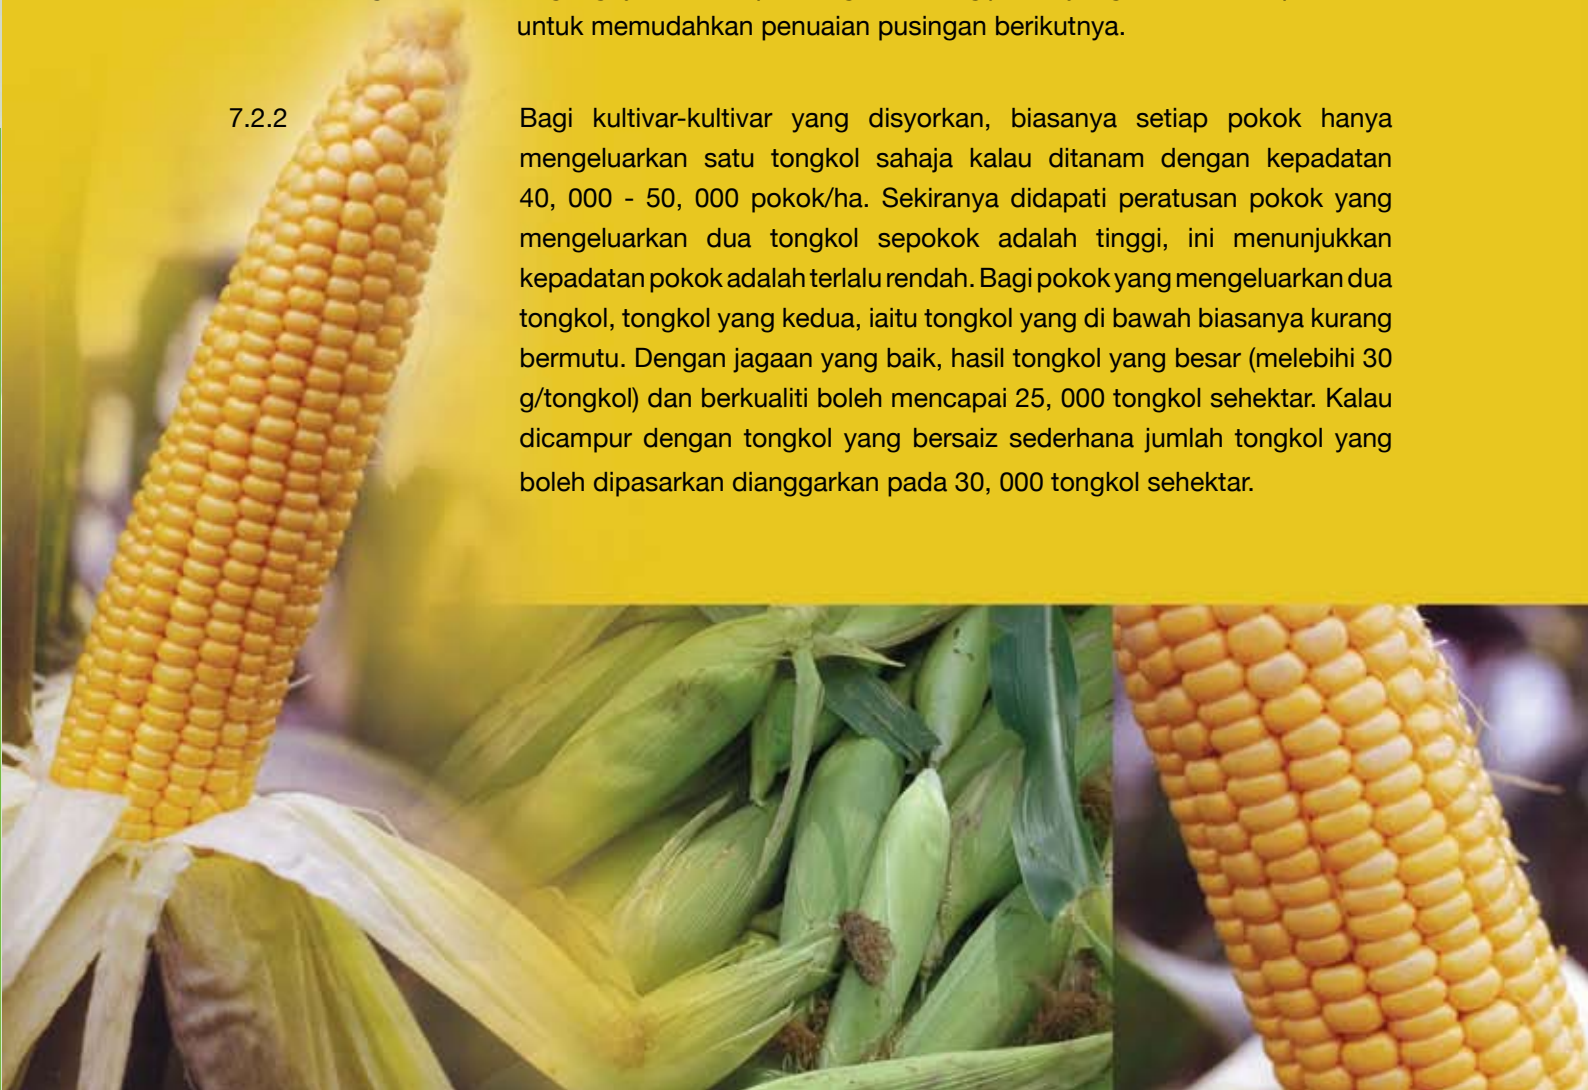 untuk memudahkan penuaian pusingan berikutnya.
7.2.2
Bagi kultivar-kultivar yang disyorkan, biasanya setiap pokok hanya
mengeluarkan satu tongkol sahaja kalau ditanam dengan kepadatan
40, 000 - 50, 000 pokok/ha. Sekiranya didapati peratusan pokok yang
mengeluarkan dua tongkol sepokok adalah tinggi, ini menunjukkan
kepadatan pokok adalah terlalu rendah. Bagi pokok yang mengeluarkan dua
tongkol, tongkol yang kedua, iaitu tongkol yang di bawah biasanya kurang
bermutu. Dengan jagaan yang baik, hasil tongkol yang besar (melebihi 30
g/tongkol) dan berkualiti boleh mencapai 25, 000 tongkol sehektar. Kalau
dicampur dengan tongkol yang bersaiz sederhana jumlah tongkol yang
boleh dipasarkan dianggarkan pada 30, 000 tongkol sehektar.